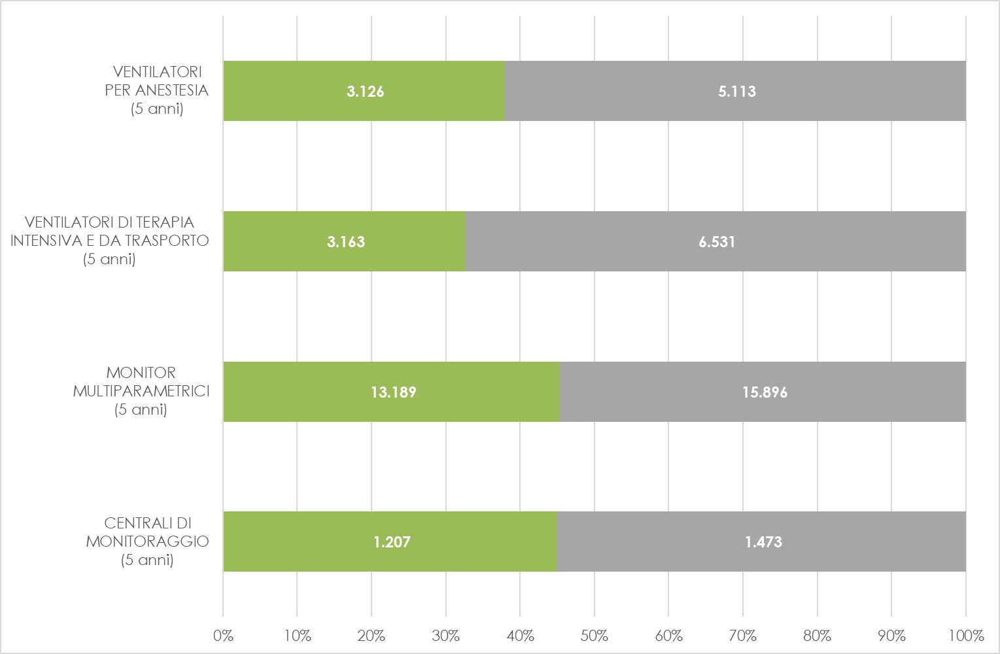 VENTILATORI
PER ANESTESIA
(5 anni)
3.126
5.113
VENTILATORI DI TERAPIA
INTENSIVA E DA TRASPORTO
(5 anni)
3.163
6.531
MONITOR
MULTIPARAMETRICI
(5 anni)
13.189
15.896
CENTRALI DI
MONITORAGGIO
(5 anni)
1.207
1.473
0% 10% 20% 30% 40% 50% 60% 70% 80% 90% 100%